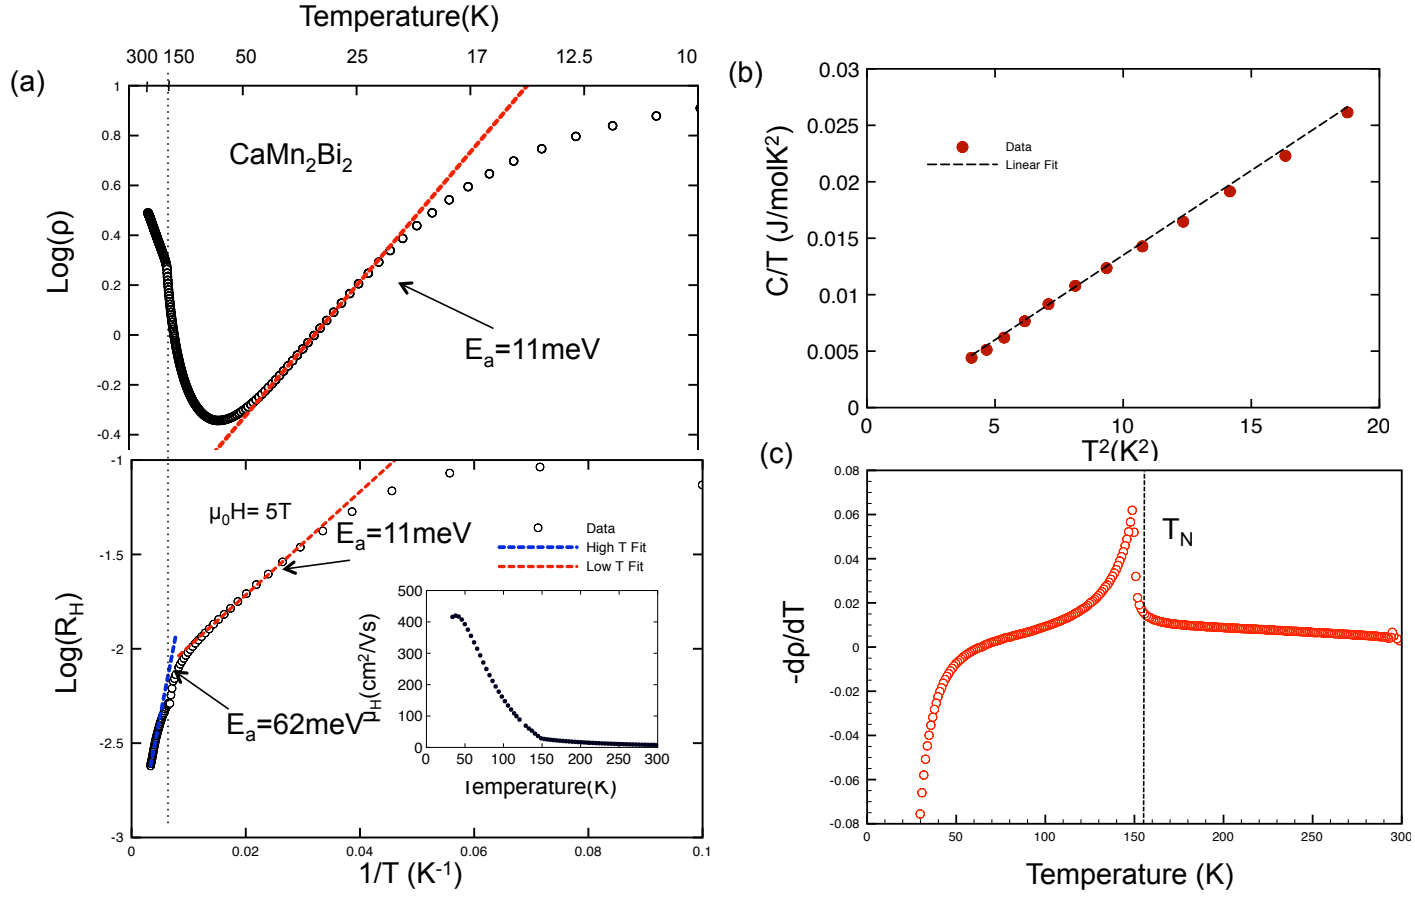 Temperature(K)
300 150 50 25 17 12.5 10
(a)
1
0.8
0.6
0.4
0.2
0
-0.2
-0.4
Log(ρ)
CaMn₂Bi₂
Eₐ=11meV
-1
-1.5
-2
-2.5
-3
Log(R_H)
μ₀H= 5T
Eₐ=11meV
Data
High T Fit
Low T Fit
Eₐ=62meV
500
400
300
200
100
0
μ_H(cm²/Vs)
0 50 100 150 200 250 300
Temperature(K)
0 0.02 0.04 0.06 0.08 0.1
1/T (K⁻¹)
(b)
0.03
0.025
0.02
0.015
0.01
0.005
0
C/T (J/molK²)
Data
Linear Fit
0 5 10 15 20
T²(K²)
(c)
0.08
0.06
0.04
0.02
0
-0.02
-0.04
-0.06
-0.08
-dρ/dT
T_N
0 50 100 150 200 250 300
Temperature (K)